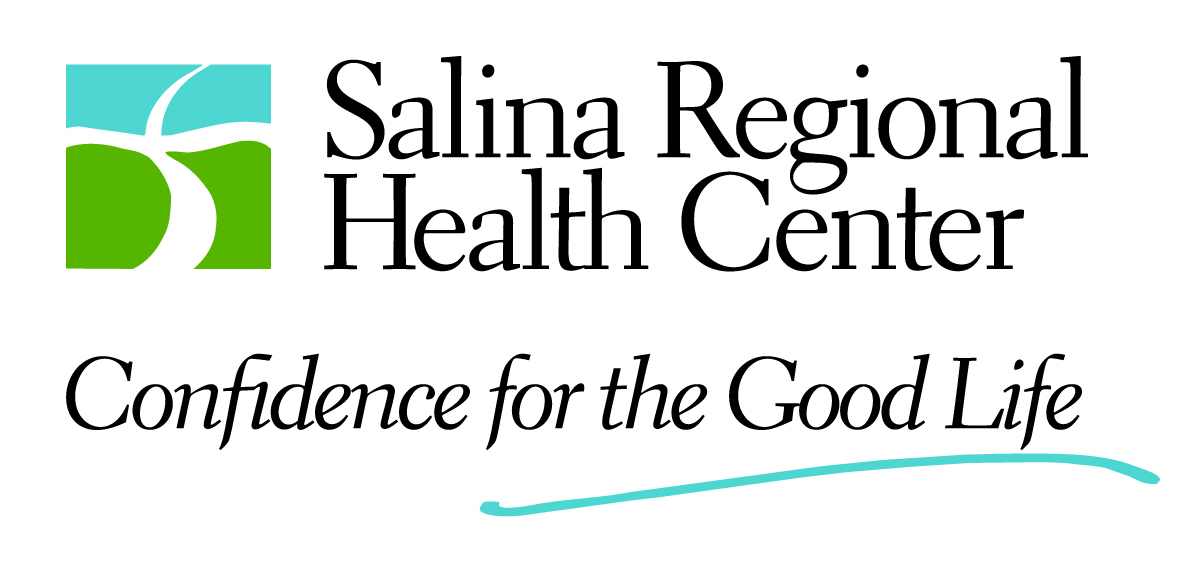 Salina Regional
Health Center
Confidence for the Good Life